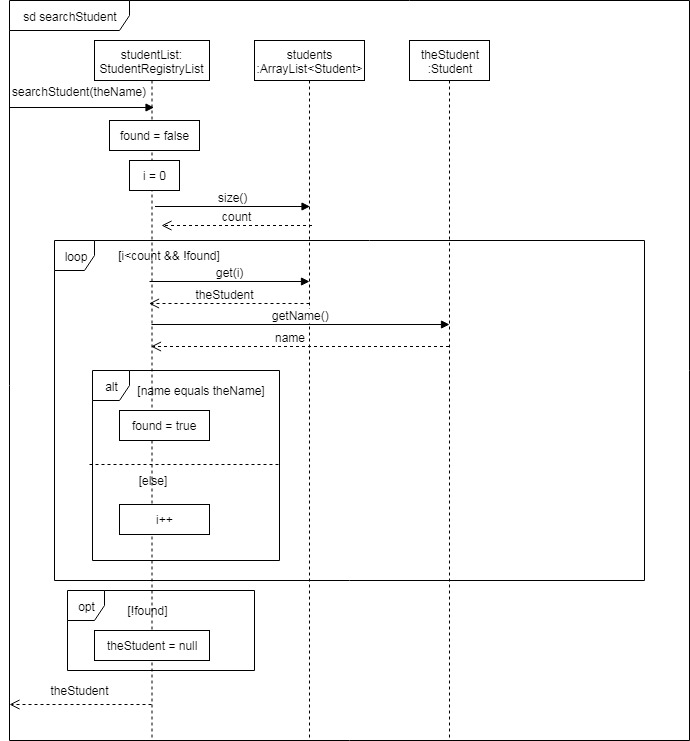 sd searchStudent
studentList:
StudentRegistryList
students
:ArrayList<Student>
theStudent
:Student
searchStudent(theName)
found = false
i = 0
size()
count
loop
[i<count && !found]
get(i)
theStudent
getName()
name
alt
[name equals theName]
found = true
[else]
i++
opt
[!found]
theStudent = null
theStudent